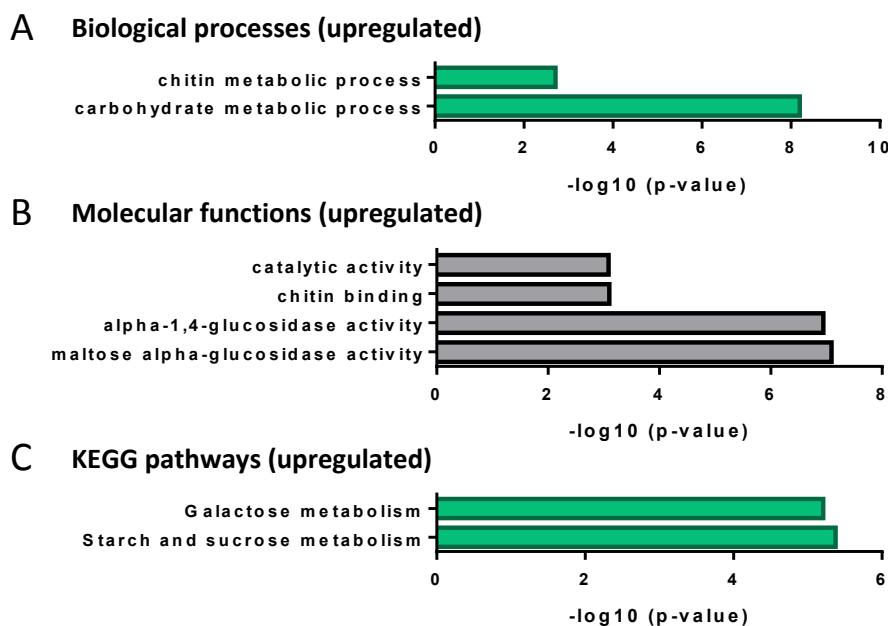 A Biological processes (upregulated)
chitin metabolic process
carbohydrate metabolic process
0 2 4 6 8 10
-log10 (p-value)
B Molecular functions (upregulated)
catalytic activity
chitin binding
alpha-1,4-glucosidase activity
maltose alpha-glucosidase activity
0 2 4 6 8
-log10 (p-value)
C KEGG pathways (upregulated)
Galactose metabolism
Starch and sucrose metabolism
0 2 4 6
-log10 (p-value)